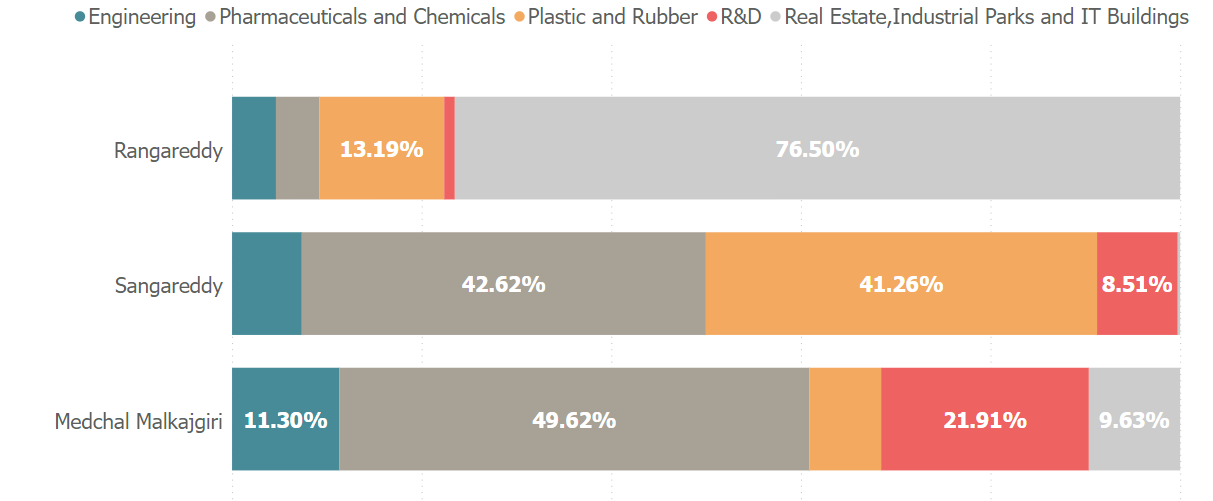 Engineering Pharmaceuticals and Chemicals Plastic and Rubber R&D Real Estate,Industrial Parks and IT Buildings
Rangareddy 13.19% 76.50%
Sangareddy 42.62% 41.26% 8.51%
Medchal Malkajgiri 11.30% 49.62% 21.91% 9.63%